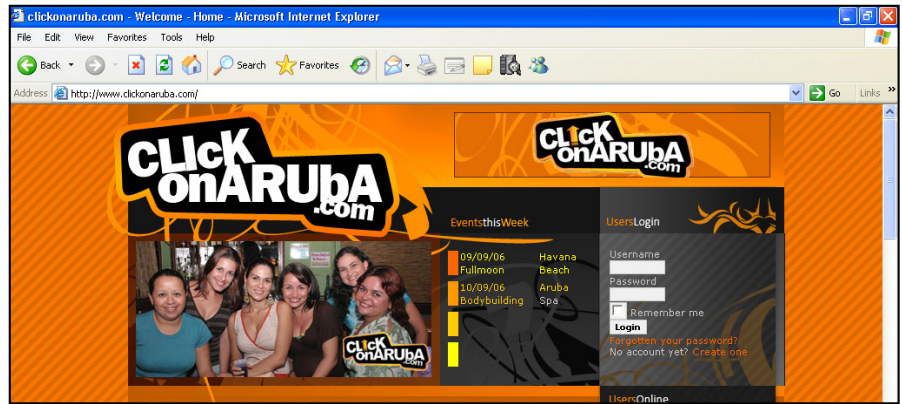 clickonaruba.com - Welcome - Home - Microsoft Internet Explorer
File Edit View Favorites Tools Help
Back Search Favorites
Address http://www.clickonaruba.com/ Go Links »
CLIcK
onARUbA
.com
CLIcK
onARUbA
.com
EventsthisWeek
09/09/06 Havana
Fullmoon Beach
10/09/06 Aruba
Bodybuilding Spa
UsersLogin
Username
Password
Remember me
Login
Forgotten your password?
No account yet? Create one
CLIcK
onARUbA
.com
UsersOnline